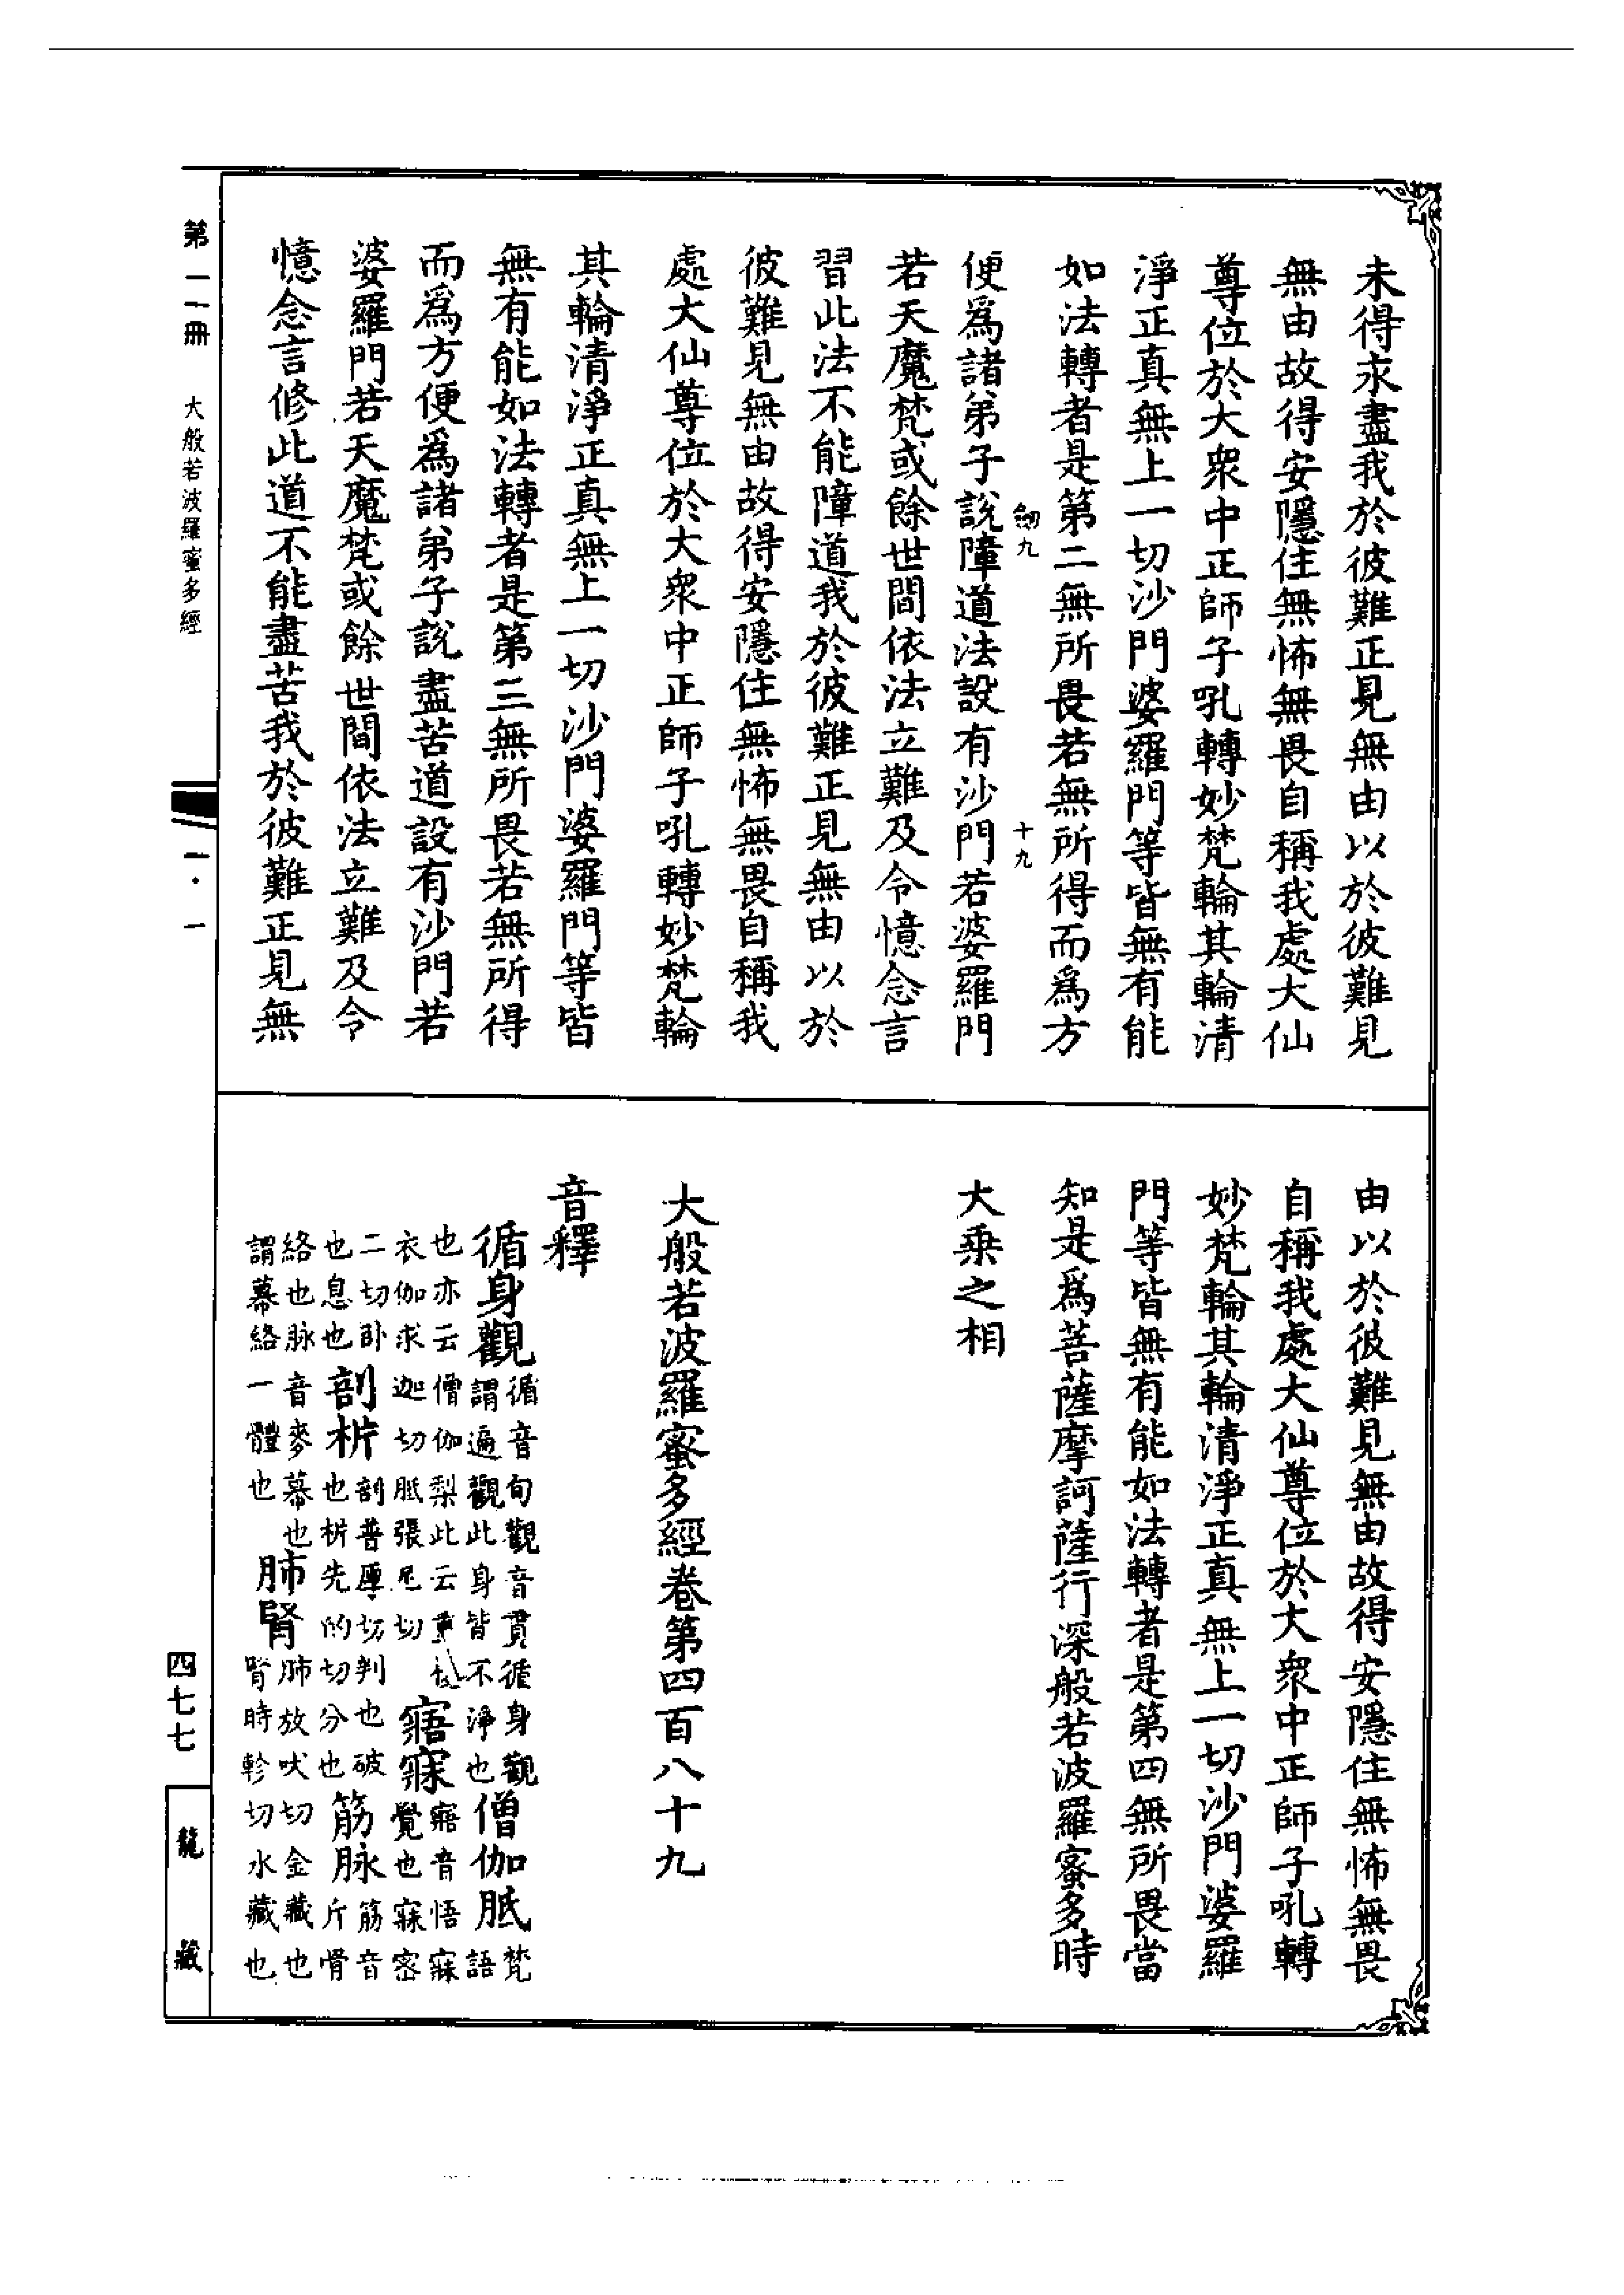 未得永盡我於彼難正見無由以於彼難見
無由故得安隱住無怖無畏自稱我處大仙
尊位於大衆中正師子吼轉妙梵輪其輪清
淨正真無上一切沙門婆羅門等皆無有能
如法轉者是第二無所畏若無所得而爲方
劒九 十九
便爲諸弟子說障道法設有沙門若婆羅門
若天魔梵或餘世間依法立難及令憶念言
習此法不能障道我於彼難正見無由以於
彼難見無由故得安隱住無怖無畏自稱我
處大仙尊位於大衆中正師子吼轉妙梵輪
其輪清淨正真無上一切沙門婆羅門等皆
無有能如法轉者是第三無所畏若無所得
而爲方便爲諸弟子說盡苦道設有沙門若
婆羅門若天魔梵或餘世間依法立難及令
憶念言修此道不能盡苦我於彼難正見無
由以於彼難見無由故得安隱住無怖無畏
自稱我處大仙尊位於大衆中正師子吼轉
妙梵輪其輪清淨正真無上一切沙門婆羅
門等皆無有能如法轉者是第四無所畏當
知是爲菩薩摩訶薩行深般若波羅蜜多時
大乘之相
大般若波羅蜜多經卷第四百八十九
音釋
循身觀 循音旬觀音貫循身觀謂遍觀此身皆不淨也 僧伽胝 梵語
也亦云僧伽梨此云重衣伽求迦切胝張尼切 寤寐 寤音悟寐密覺也寐
二切卧也息也 剖析 剖普厚切判也破也析先的切分也 筋脉 筋音斤骨
絡也脉音麥幕也謂幕絡一體也 肺腎 肺放吠切金藏也腎時軫切水藏也
第一二冊 大般若波羅蜜多經 一·一
四七七
龍藏